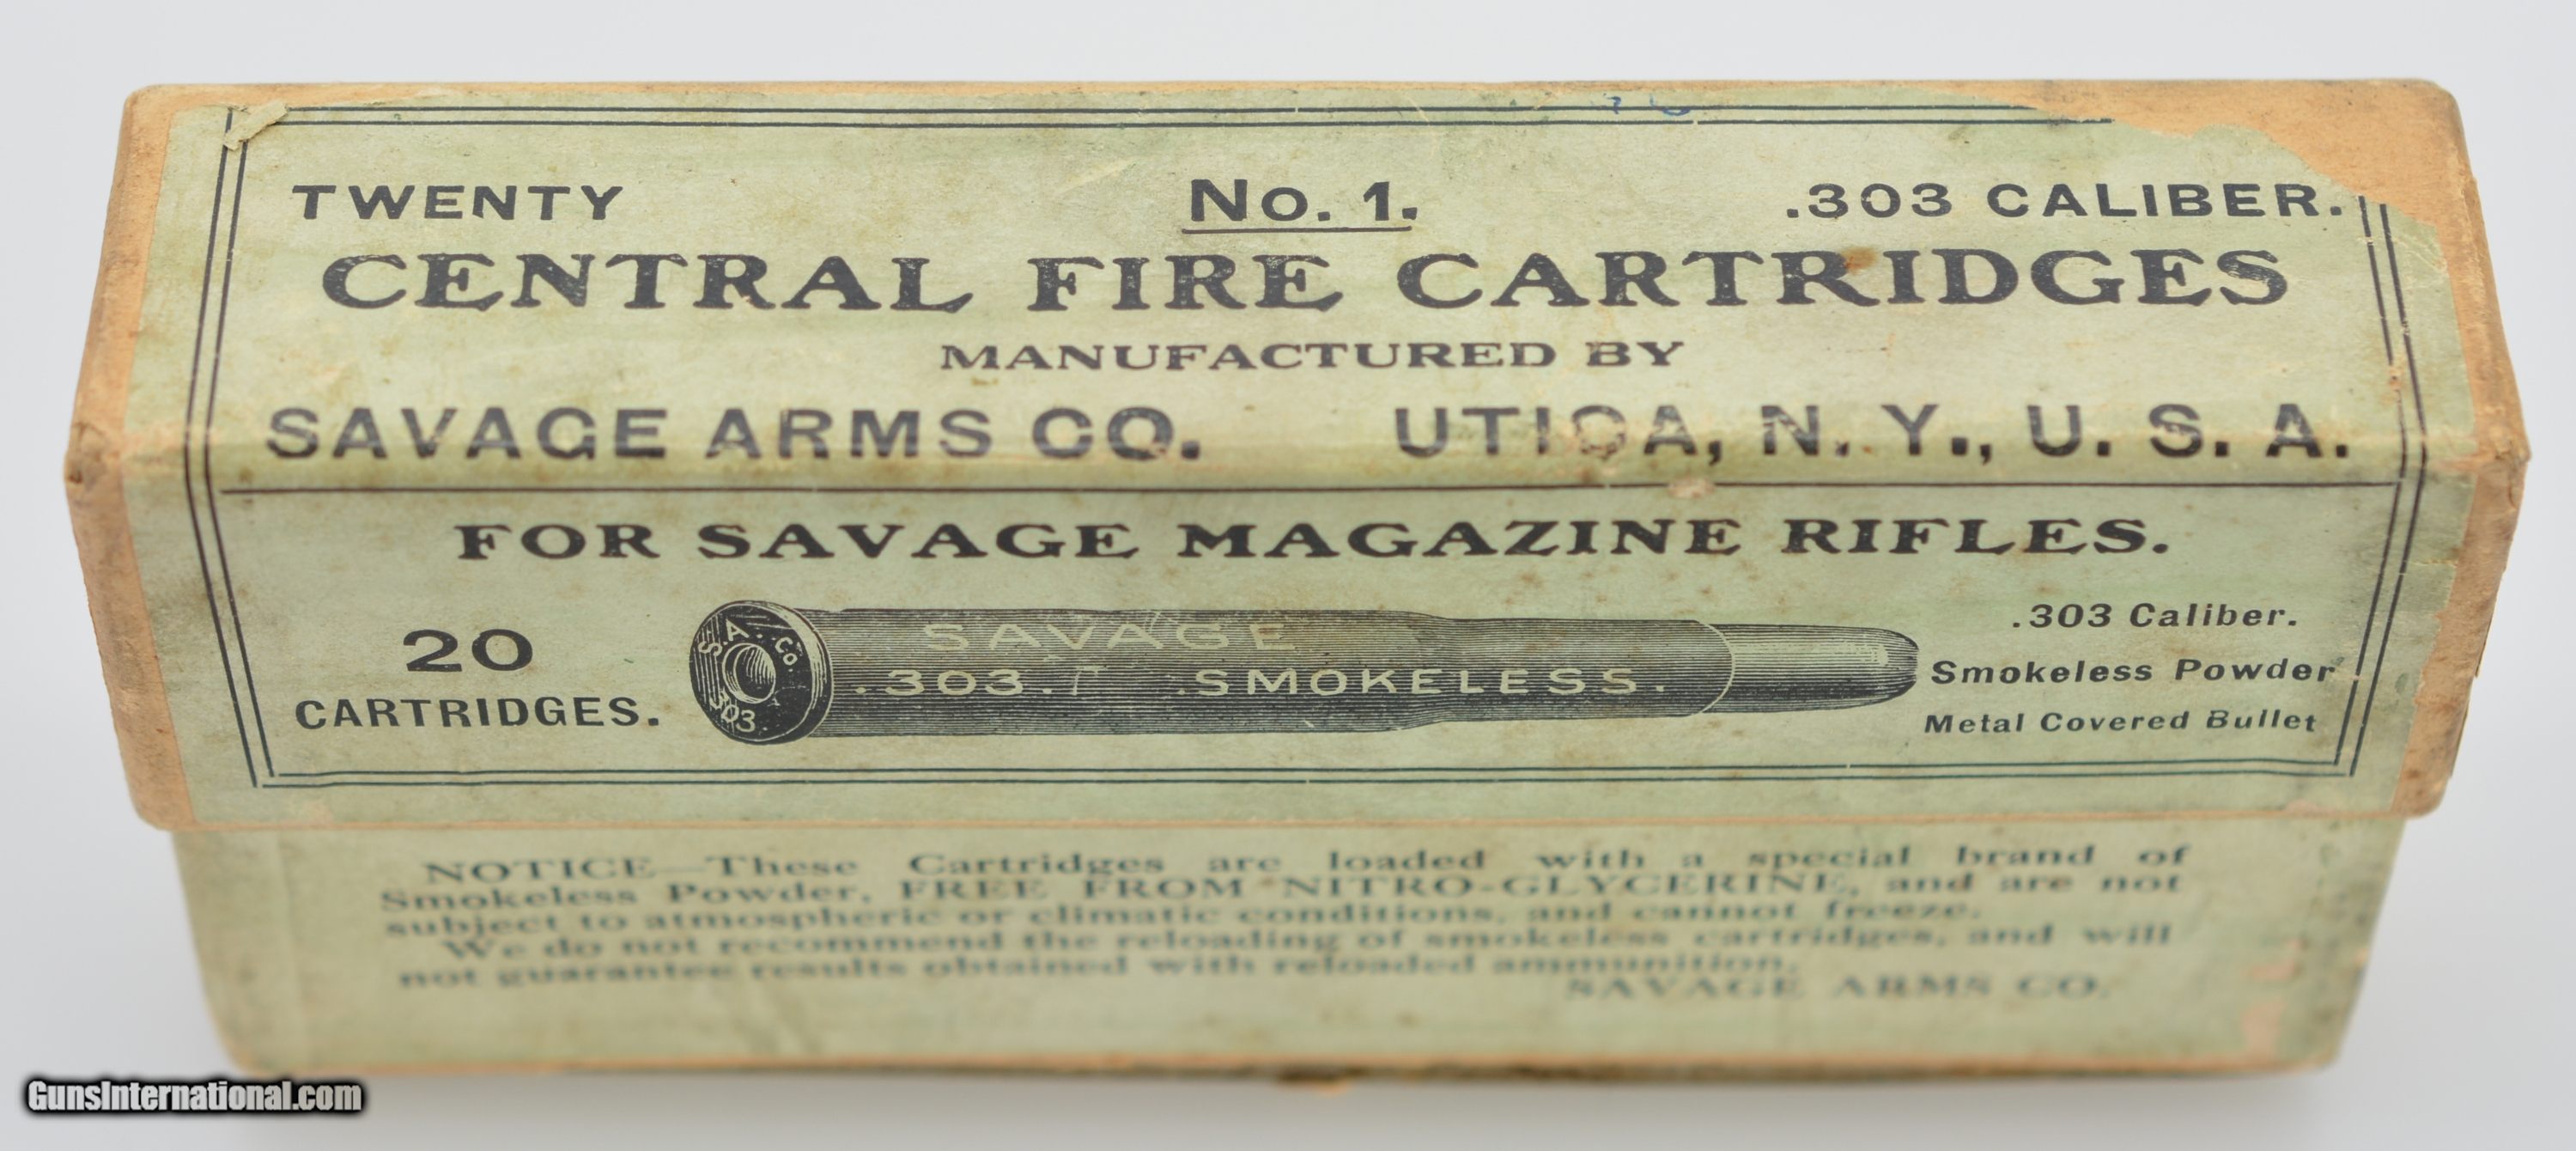 TWENTY No. 1. .303 CALIBER.
CENTRAL FIRE CARTRIDGES
MANUFACTURED BY
SAVAGE ARMS CO. UTICA, N. Y., U. S. A.
FOR SAVAGE MAGAZINE RIFLES.
20
CARTRIDGES.
S. A. Co.
303.
SAVAGE
.303. SMOKELESS.
.303 Caliber.
Smokeless Powder
Metal Covered Bullet
NOTICE—These Cartridges are loaded with a special brand of
Smokeless Powder, FREE FROM NITRO-GLYCERINE, and are not
subject to atmospheric or climatic conditions, and cannot freeze.
We do not recommend the reloading of smokeless cartridges, and will
not guarantee results obtained with reloaded ammunition.
SAVAGE ARMS CO.
GunsInternational.com